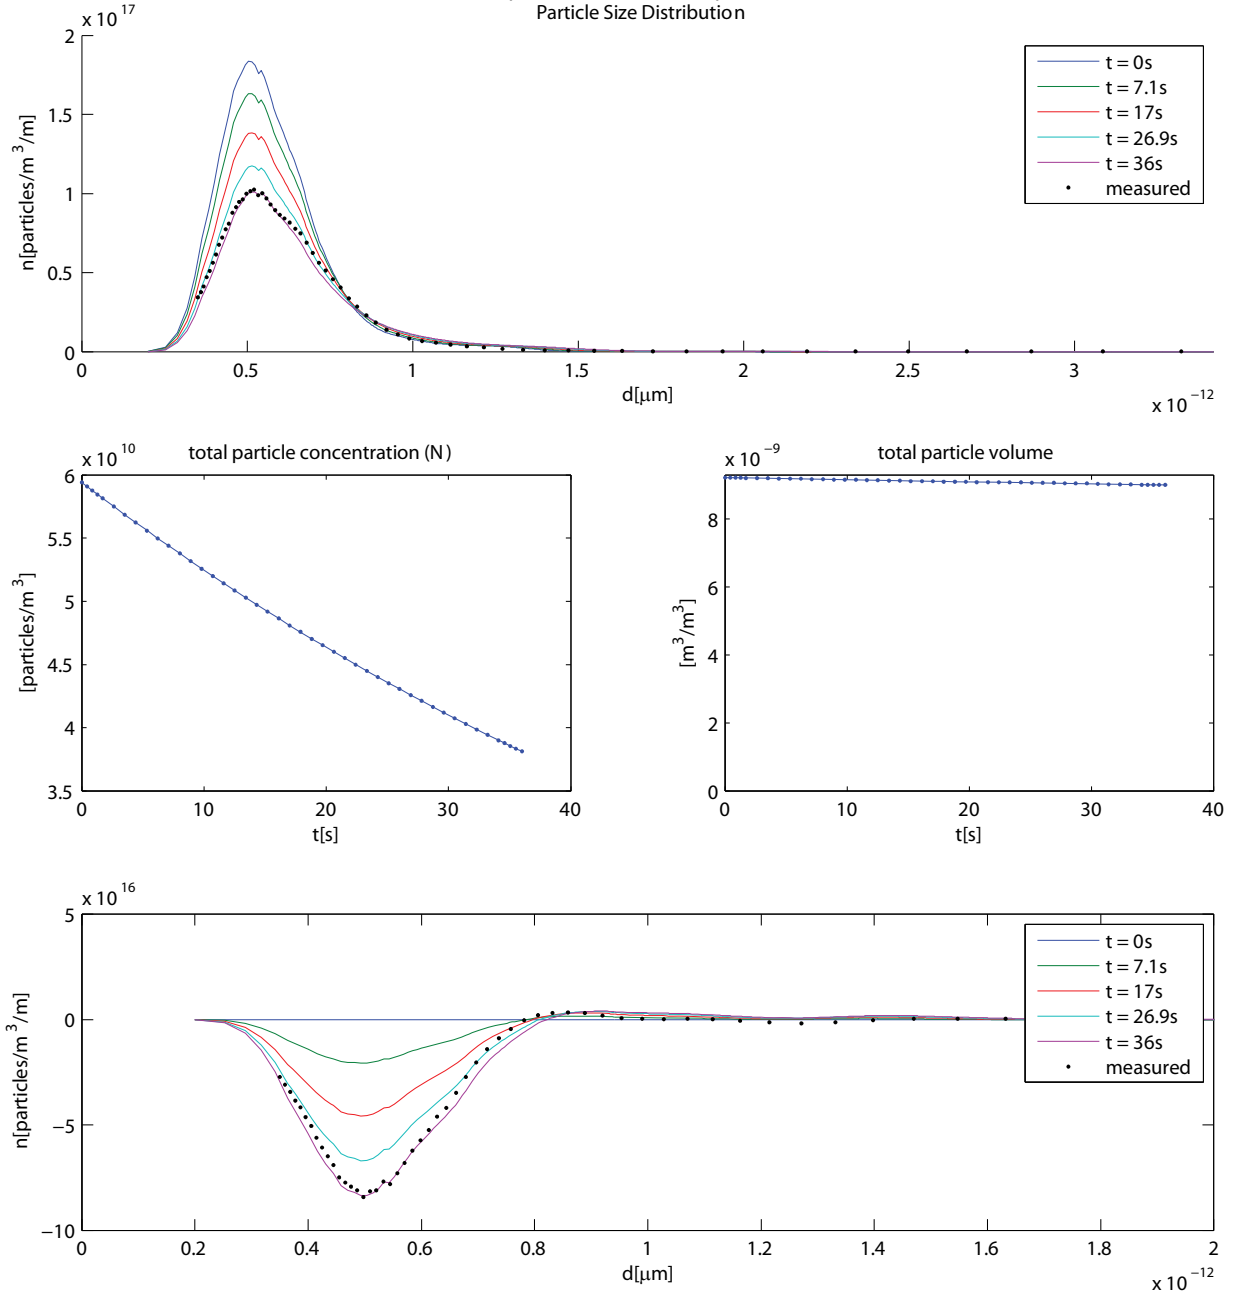 x 10 17
Particle Size Distribution
2
1.5
1
0.5
0
n[particles/m 3/m]
t = 0s
t = 7.1s
t = 17s
t = 26.9s
t = 36s
measured
0 0.5 1 1.5 2 2.5 3
d[μm]
x 10 −12
x 10 10
total particle concentration (N)
6
5.5
5
4.5
4
3.5
[particles/m 3]
0 10 20 30 40
t[s]
x 10 −9
total particle volume
8
6
4
2
0
[m 3/m 3]
0 10 20 30 40
t[s]
x 10 16
5
0
−5
−10
n[particles/m 3/m]
t = 0s
t = 7.1s
t = 17s
t = 26.9s
t = 36s
measured
0 0.2 0.4 0.6 0.8 1 1.2 1.4 1.6 1.8 2
d[μm]
x 10 −12